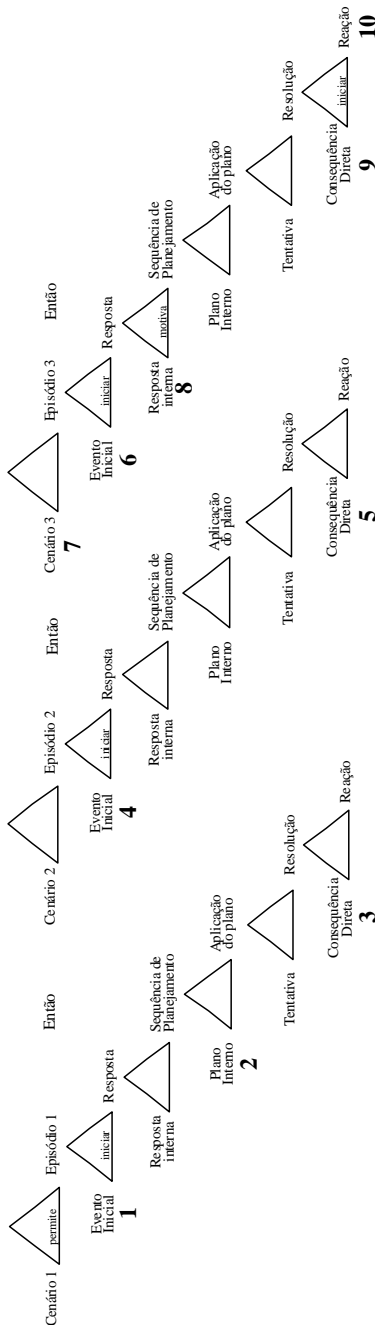 Cenário 1
permite
Episódio 1
Então
Evento
Inicial
1
iniciar
Resposta
Resposta
interna
Sequência de
Planejamento
Plano
Interno
2
Aplicação
do plano
Tentativa
Resolução
Consequência
Direta
3
Reação
Cenário 2
Episódio 2
Então
Evento
Inicial
4
iniciar
Resposta
Resposta
interna
Sequência de
Planejamento
Plano
Interno
Aplicação
do plano
Tentativa
Resolução
Consequência
Direta
5
Reação
Cenário 3
7
Episódio 3
Então
Evento
Inicial
6
iniciar
Resposta
Resposta
interna
8
motiva
Sequência de
Planejamento
Plano
Interno
Aplicação
do plano
Tentativa
Resolução
Consequência
Direta
9
iniciar
Reação
10